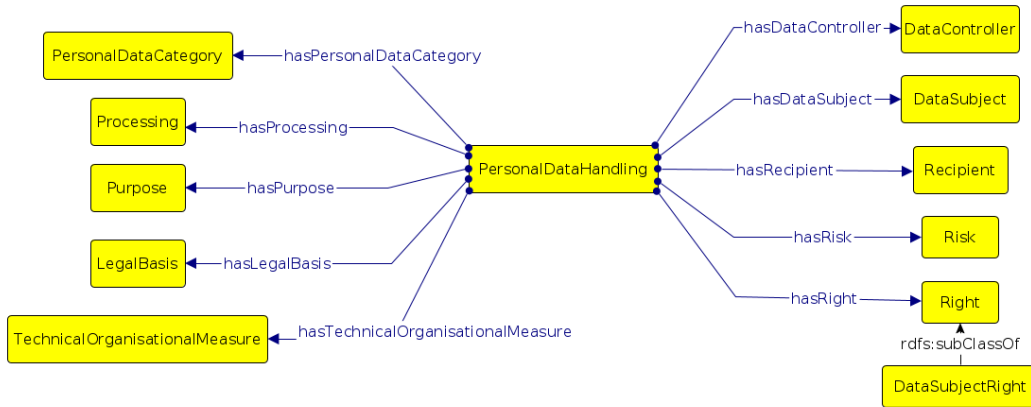 hasDataController
DataController
PersonalDataCategory
hasPersonalDataCategory
hasDataSubject
DataSubject
Processing
hasProcessing
PersonalDataHandling
hasRecipient
Recipient
Purpose
hasPurpose
hasRisk
Risk
LegalBasis
hasLegalBasis
hasRight
Right
TechnicalOrganisationalMeasure
hasTechnicalOrganisationalMeasure
rdfs:subClassOf
DataSubjectRight